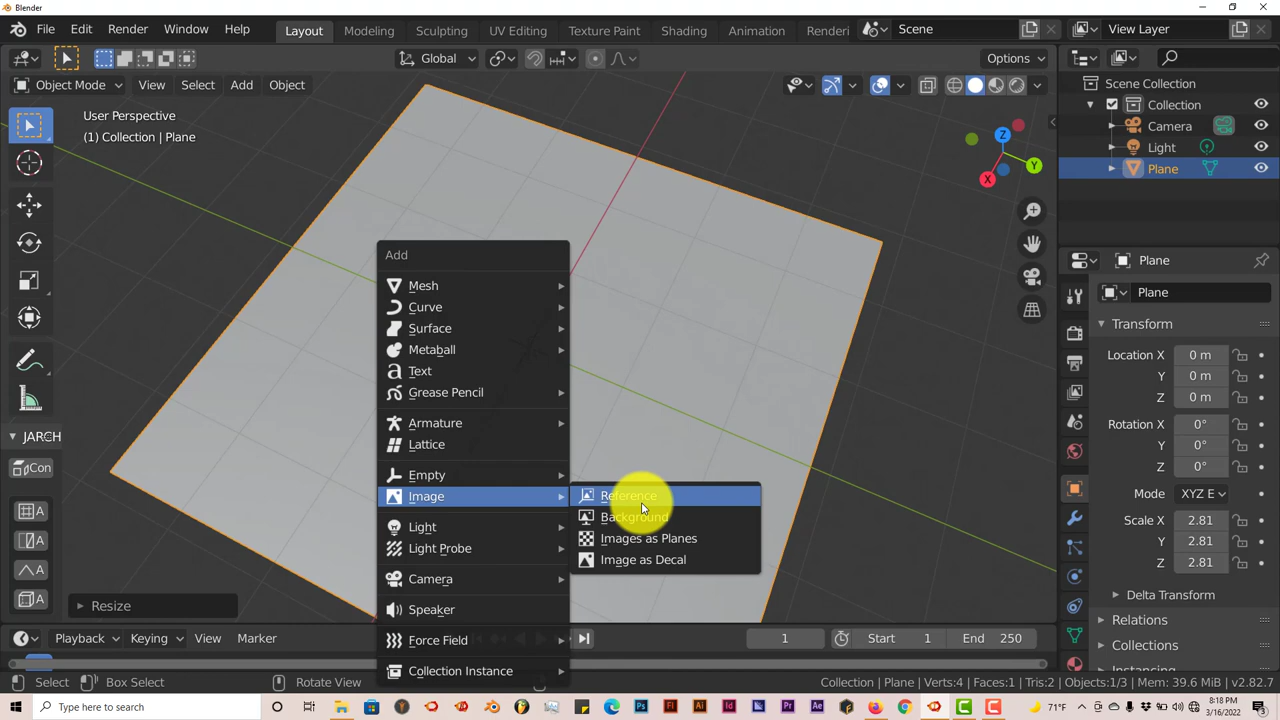 Blender
File Edit Render Window Help Layout Modeling Sculpting UV Editing Texture Paint Shading Animation Renderi Scene View Layer
Global Options
Object Mode View Select Add Object
User Perspective
(1) Collection | Plane
Z
Y
X
JARCH
Con
A
A
A
A
Resize
Add
Mesh
Curve
Surface
Metaball
Text
Grease Pencil
Armature
Lattice
Empty
Image
Light
Light Probe
Camera
Speaker
Force Field
Collection Instance
Reference
Background
Images as Planes
Image as Decal
Scene Collection
Collection
Camera
Light
Plane
Plane
Plane
Transform
Location X 0 m
Y 0 m
Z 0 m
Rotation X 0°
Y 0°
Z 0°
Mode XYZ E
Scale X 2.81
Y 2.81
Z 2.81
Delta Transform
Relations
Collections
Playback Keying View Marker 1 Start 1 End 250
Select Box Select Rotate View Collection | Plane | Verts:4 | Faces:1 | Tris:2 | Objects:1/3 | Mem: 39.6 MiB | v2.82.7
Type here to search
71°F
8:18 PM
3/16/2022